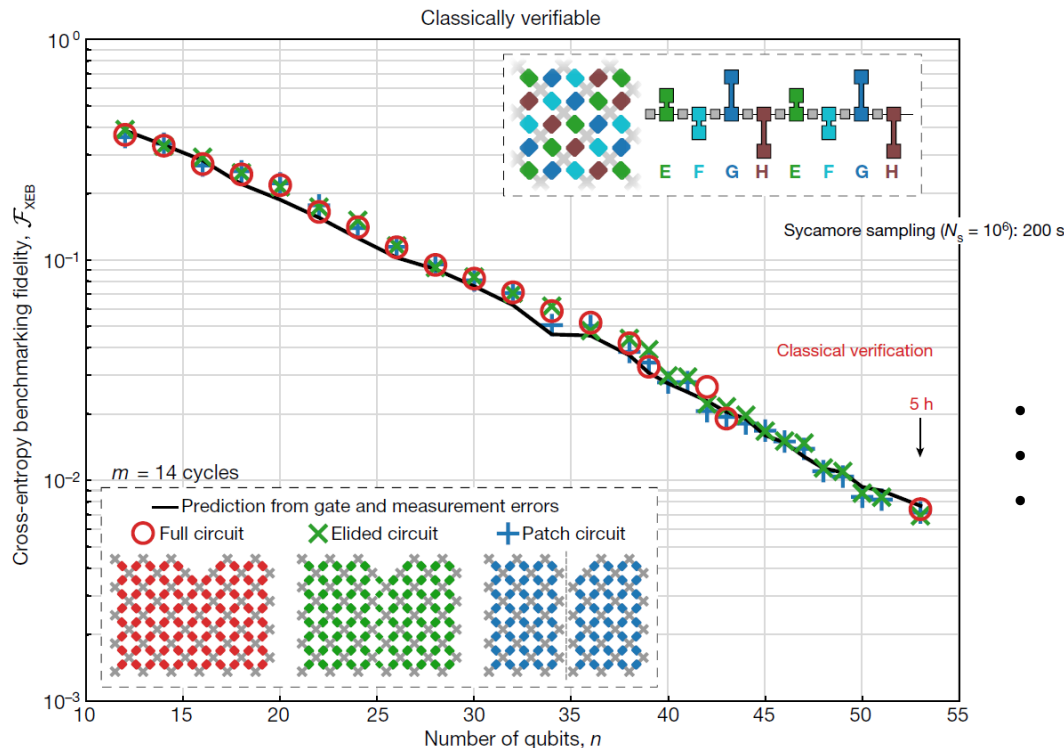 Classically verifiable
10⁰
10⁻¹
10⁻²
10⁻³
Cross-entropy benchmarking fidelity, ℱ_XEB
E F G H E F G H
Sycamore sampling (N_s = 10⁶): 200 s
Classical verification
5 h
m = 14 cycles
Prediction from gate and measurement errors
Full circuit Elided circuit Patch circuit
10 15 20 25 30 35 40 45 50 55
Number of qubits, n